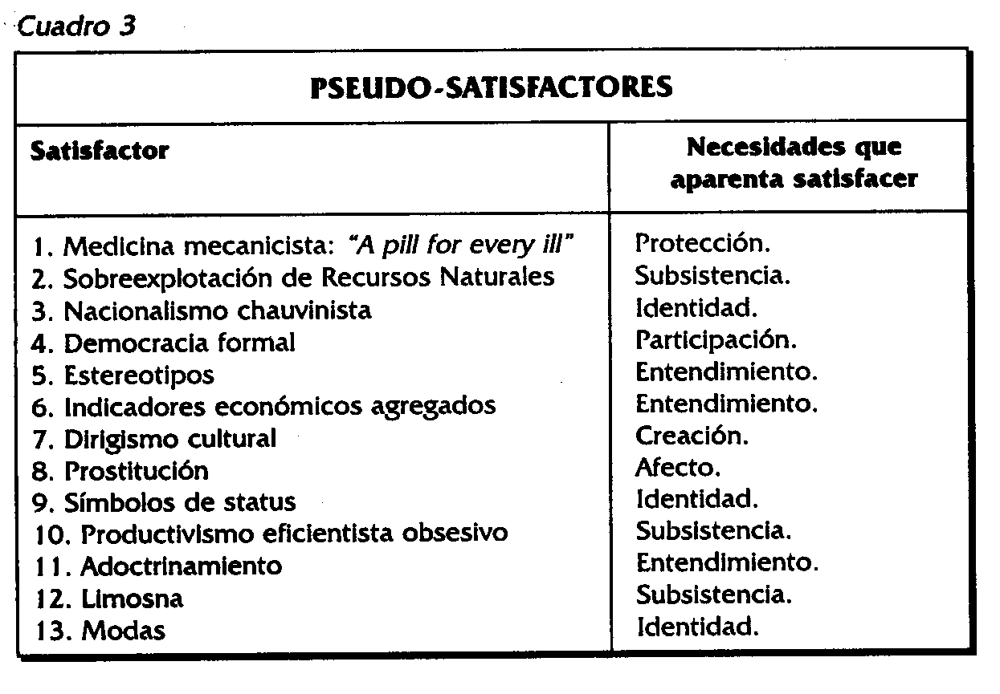 Cuadro 3
PSEUDO-SATISFACTORES
Satisfactor
Necesidades que
aparenta satisfacer
1. Medicina mecanicista: "A pill for every ill" Protección.
2. Sobreexplotación de Recursos Naturales Subsistencia.
3. Nacionalismo chauvinista Identidad.
4. Democracia formal Participación.
5. Estereotipos Entendimiento.
6. Indicadores económicos agregados Entendimiento.
7. Dirigismo cultural Creación.
8. Prostitución Afecto.
9. Símbolos de status Identidad.
10. Productivismo eficientista obsesivo Subsistencia.
11. Adoctrinamiento Entendimiento.
12. Limosna Subsistencia.
13. Modas Identidad.